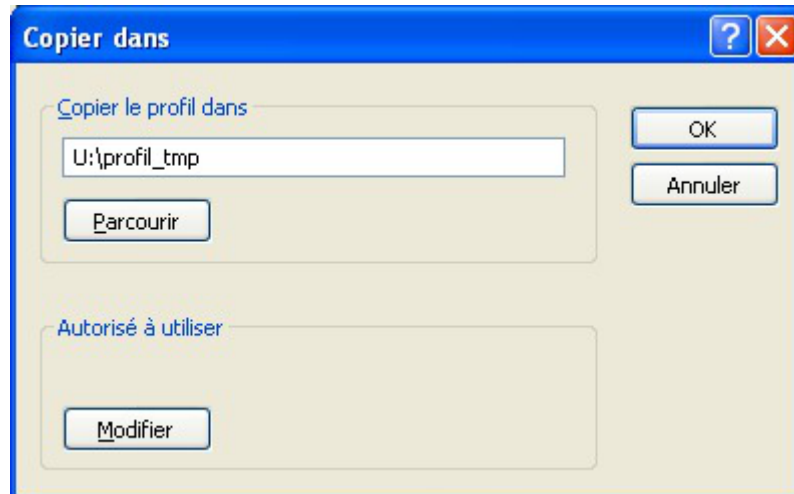 Copier dans
Copier le profil dans
U:\profil_tmp
OK
Annuler
Parcourir
Autorisé à utiliser
Modifier